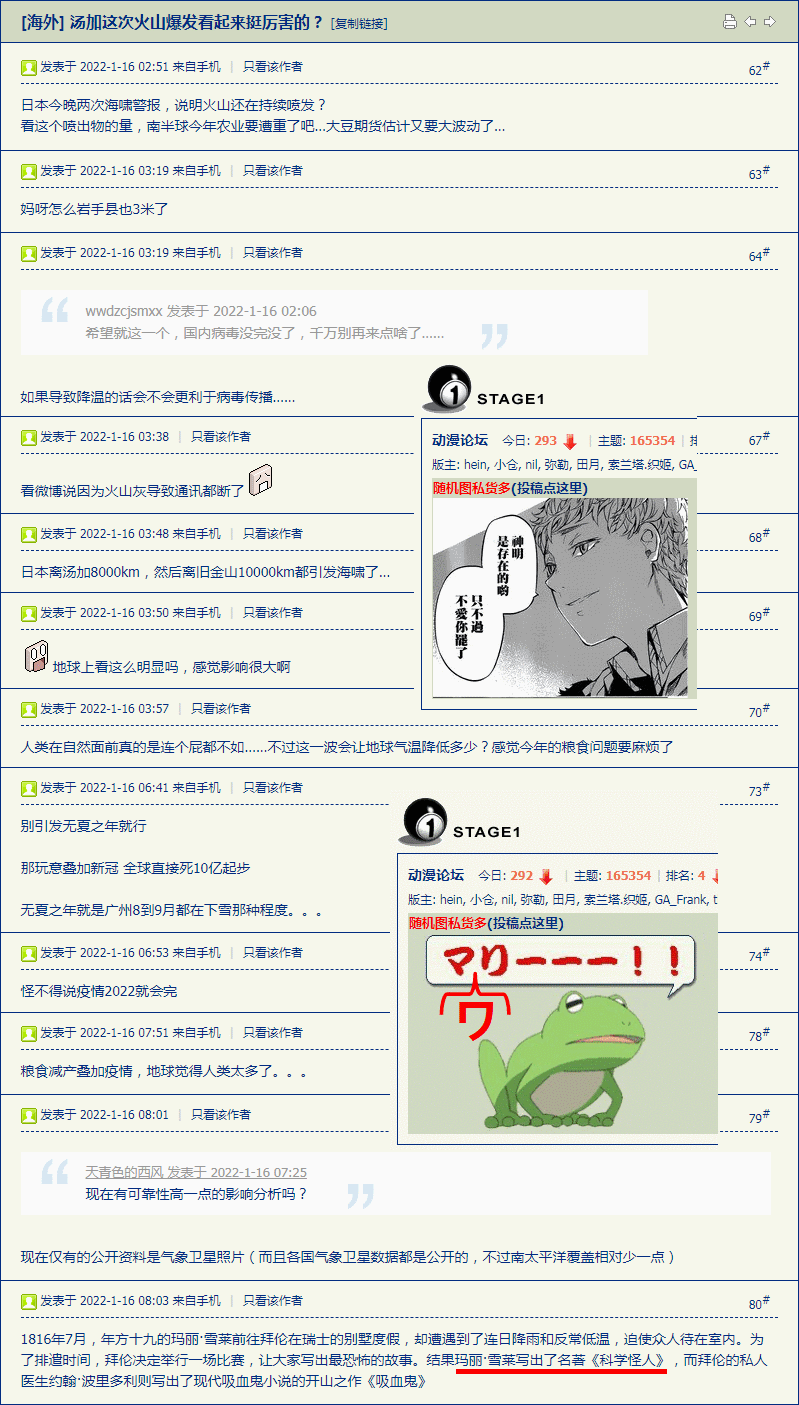 [海外] 汤加这次火山爆发看起来挺厉害的？ [复制链接]
发表于 2022-1-16 02:51 来自手机 | 只看该作者
62#
日本今晚两次海啸警报，说明火山还在持续喷发？
看这个喷出物的量，南半球今年农业要遭重了吧...大豆期货估计又要大波动了...
发表于 2022-1-16 03:19 来自手机 | 只看该作者
63#
妈呀怎么岩手县也3米了
发表于 2022-1-16 03:19 来自手机 | 只看该作者
64#
wwdzcjsmxx 发表于 2022-1-16 02:06
希望就这一个，国内病毒没完没了，千万别再来点啥了......
如果导致降温的话会不会更利于病毒传播......
发表于 2022-1-16 03:38 | 只看该作者
67#
看微博说因为火山灰导致通讯都断了
发表于 2022-1-16 03:48 来自手机 | 只看该作者
68#
日本离汤加8000km，然后离旧金山10000km都引发海啸了...
发表于 2022-1-16 03:50 来自手机 | 只看该作者
69#
地球上看这么明显吗，感觉影响很大啊
1 STAGE1
动漫论坛 今日: 293 | 主题: 165354 | 排
版主: hein, 小仓, nil, 弥勒, 田月, 索兰塔.织姬, GA_
随机图私货多(投稿点这里)
神明
是存在的喲
只不過
不愛你罷了
发表于 2022-1-16 03:57 | 只看该作者
70#
人类在自然面前真的是连个屁都不如......不过这一波会让地球气温降低多少？感觉今年的粮食问题要麻烦了
发表于 2022-1-16 06:41 来自手机 | 只看该作者
73#
别引发无夏之年就行
那玩意叠加新冠 全球直接死10亿起步
无夏之年就是广州8到9月都在下雪那种程度。。。
发表于 2022-1-16 06:53 来自手机 | 只看该作者
74#
怪不得说疫情2022就会完
发表于 2022-1-16 07:51 来自手机 | 只看该作者
78#
粮食减产叠加疫情，地球觉得人类太多了。。。
1 STAGE1
动漫论坛 今日: 292 | 主题: 165354 | 排名: 4
版主: hein, 小仓, nil, 弥勒, 田月, 索兰塔.织姬, GA_Frank, t
随机图私货多(投稿点这里)
マリーーー！！
ワ
发表于 2022-1-16 08:01 | 只看该作者
79#
天青色的西风 发表于 2022-1-16 07:25
现在有可靠性高一点的影响分析吗？
现在仅有的公开资料是气象卫星照片（而且各国气象卫星数据都是公开的，不过南太平洋覆盖相对少一点）
发表于 2022-1-16 08:03 来自手机 | 只看该作者
80#
1816年7月，年方十九的玛丽·雪莱前往拜伦在瑞士的别墅度假，却遭遇到了连日降雨和反常低温，迫使众人待在室内。为
了排遣时间，拜伦决定举行一场比赛，让大家写出最恐怖的故事。结果玛丽·雪莱写出了名著《科学怪人》，而拜伦的私人
医生约翰·波里多利则写出了现代吸血鬼小说的开山之作《吸血鬼》